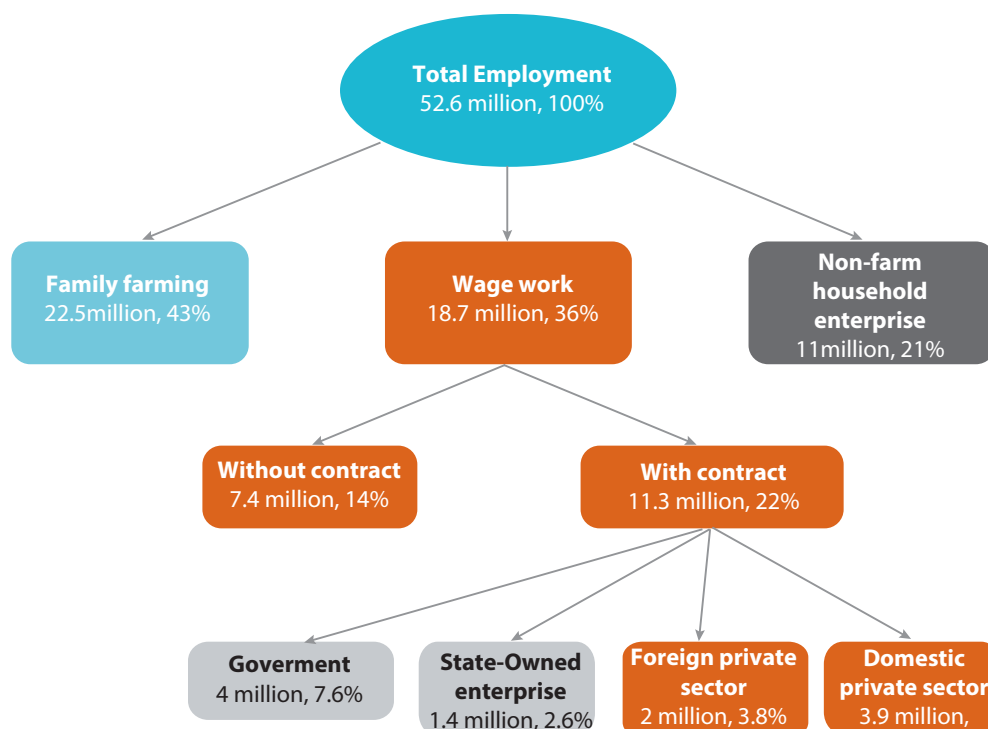 Total Employment
52.6 million, 100%
Family farming
22.5million, 43%
Wage work
18.7 million, 36%
Non-farm
household
enterprise
11million, 21%
Without contract
7.4 million, 14%
With contract
11.3 million, 22%
Goverment
4 million, 7.6%
State-Owned
enterprise
1.4 million, 2.6%
Foreign private
sector
2 million, 3.8%
Domestic
private sector
3.9 million,